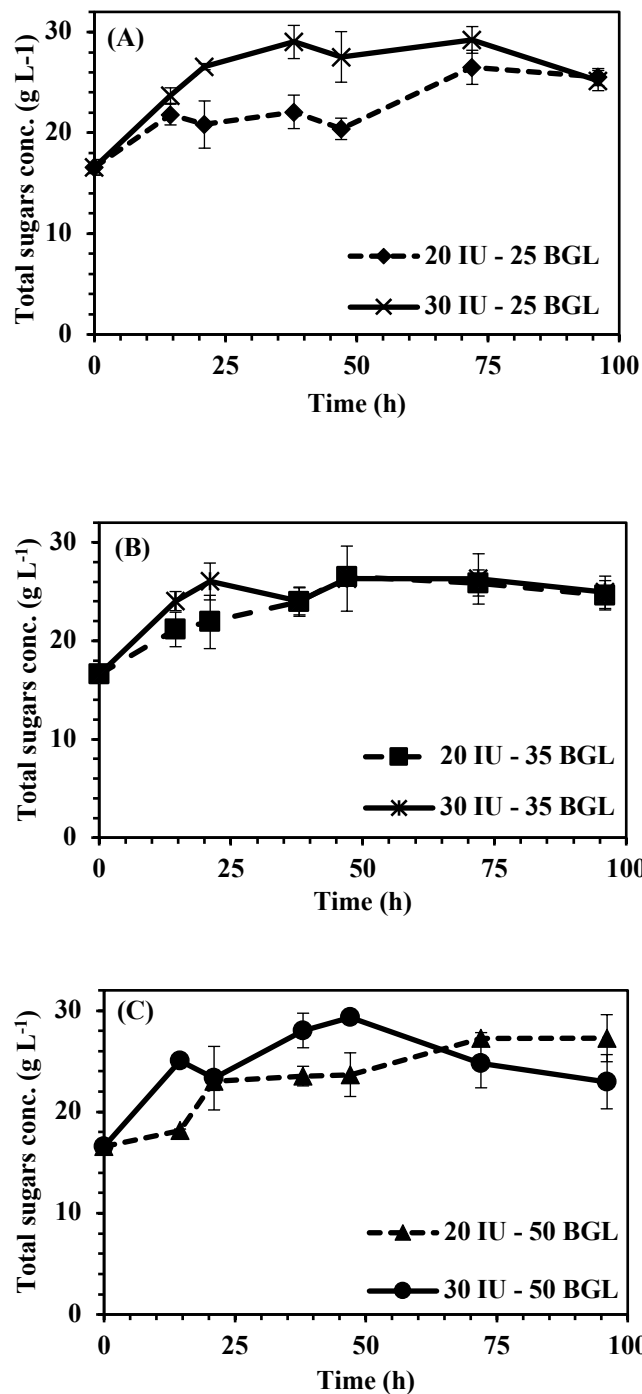 (A)
Total sugars conc. (g L-1)
30
20
10
0
20 IU - 25 BGL
30 IU - 25 BGL
0 25 50 75 100
Time (h)
(B)
Total sugars conc. (g L⁻¹)
30
20
10
0
20 IU - 35 BGL
30 IU - 35 BGL
0 25 50 75 100
Time (h)
(C)
Total sugars conc. (g L⁻¹)
30
20
10
0
20 IU - 50 BGL
30 IU - 50 BGL
0 25 50 75 100
Time (h)